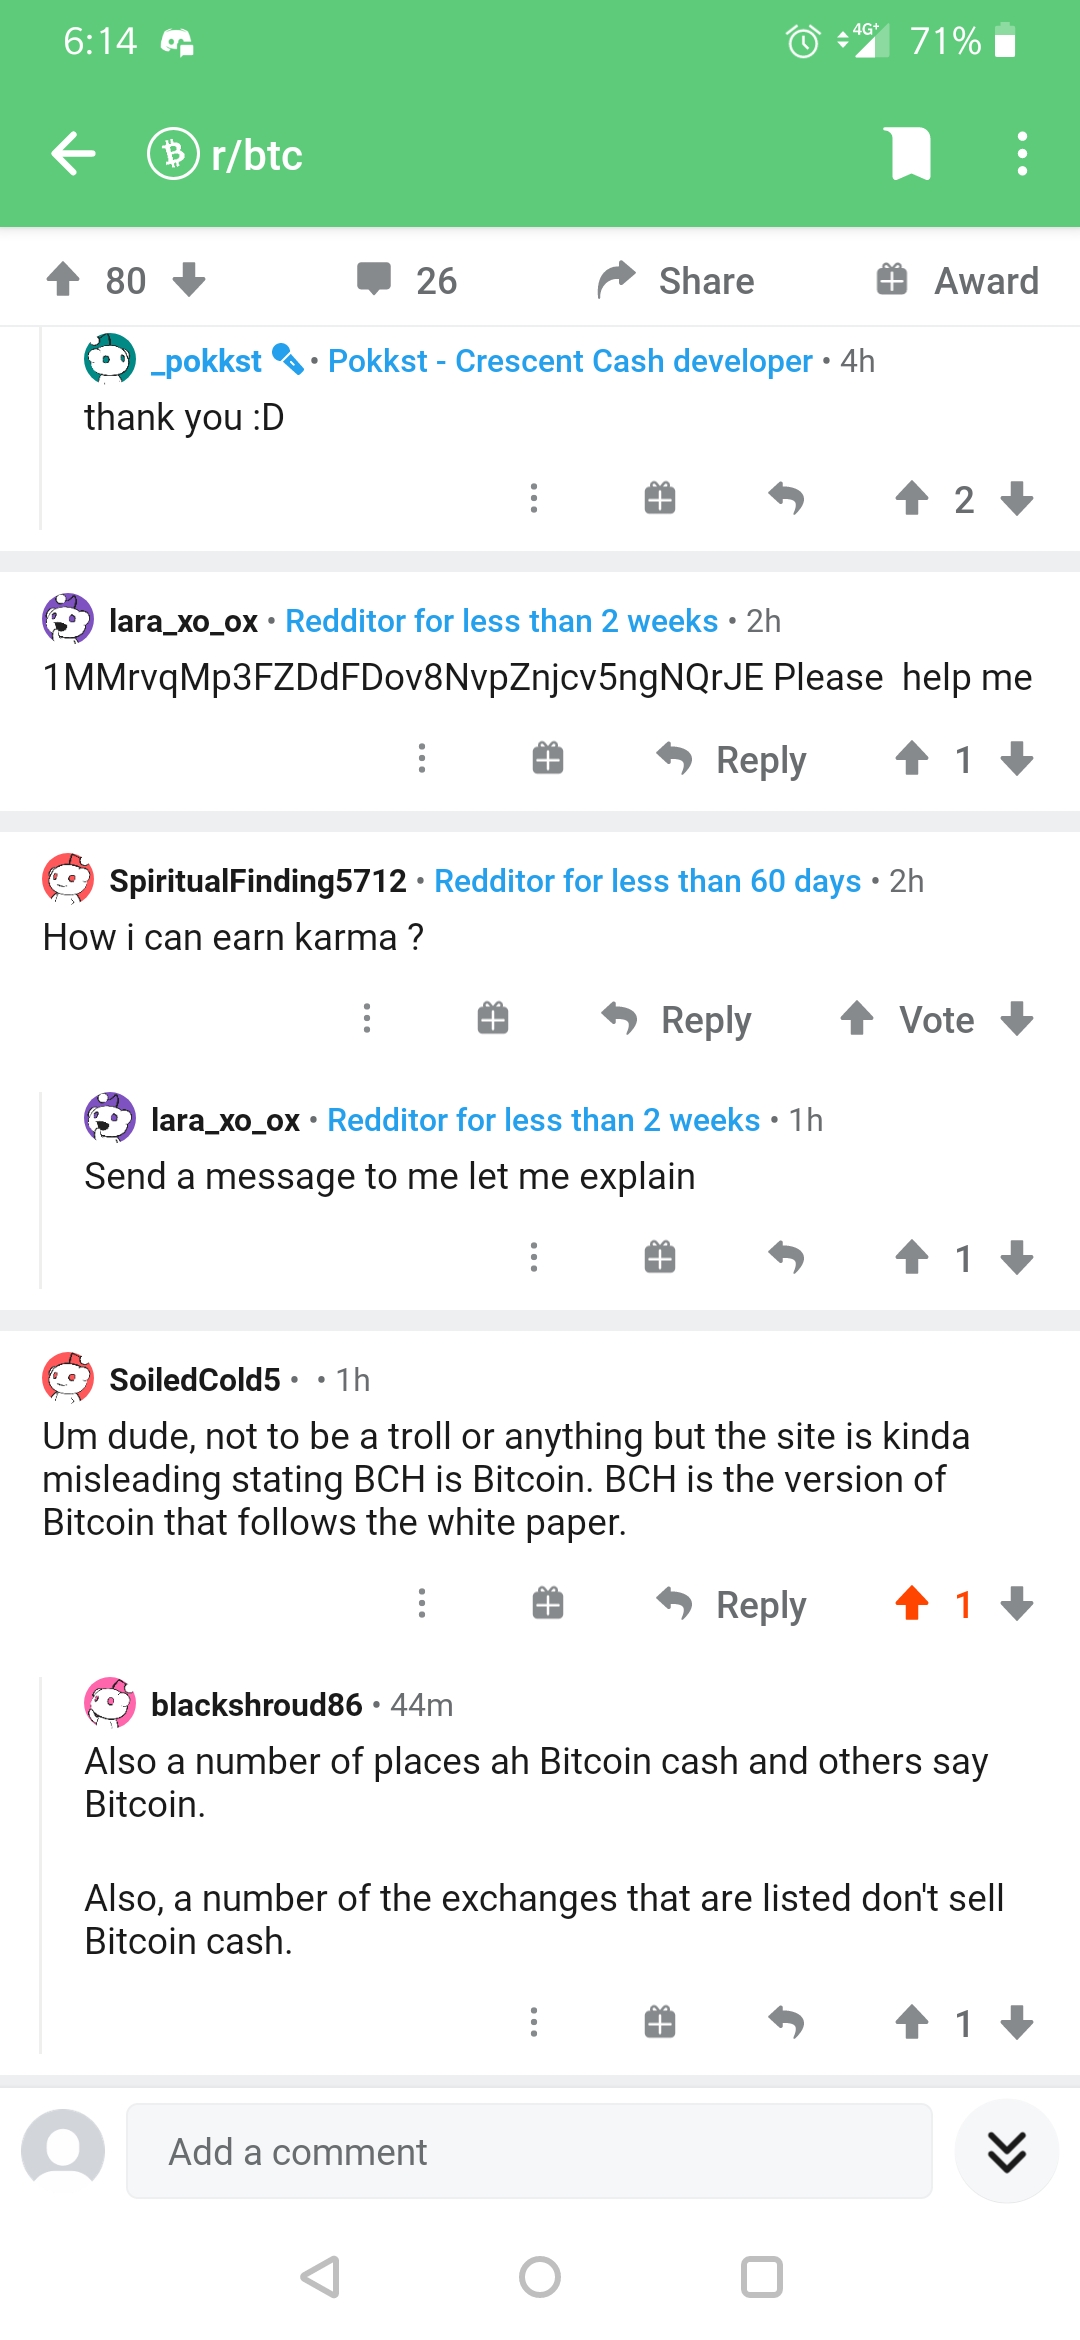 6:14 4G+ 71%
r/btc
80 26 Share Award
_pokkst • Pokkst - Crescent Cash developer • 4h
thank you :D
2
lara_xo_ox • Redditor for less than 2 weeks • 2h
1MMrvqMp3FZDdFDov8NvpZnjcv5ngNQrJE Please  help me
Reply 1
SpiritualFinding5712 • Redditor for less than 60 days • 2h
How i can earn karma ?
Reply Vote
lara_xo_ox • Redditor for less than 2 weeks • 1h
Send a message to me let me explain
1
SoiledCold5 •  • 1h
Um dude, not to be a troll or anything but the site is kinda
misleading stating BCH is Bitcoin. BCH is the version of
Bitcoin that follows the white paper.
Reply 1
blackshroud86 • 44m
Also a number of places ah Bitcoin cash and others say
Bitcoin.
Also, a number of the exchanges that are listed don't sell
Bitcoin cash.
1
Add a comment